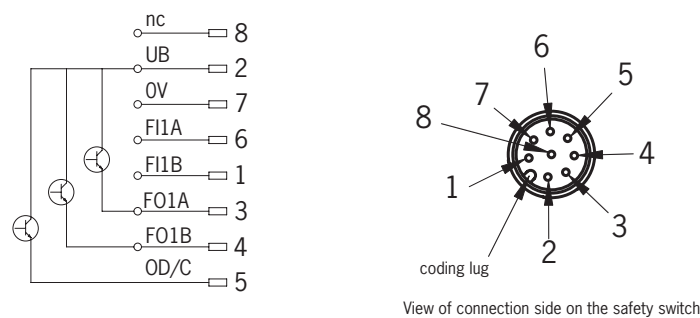 nc 8
UB 2
0V 7
FI1A 6
FI1B 1
FO1A 3
FO1B 4
OD/C 5
6
7 5
8
4
1
3
2
coding lug
View of connection side on the safety switch